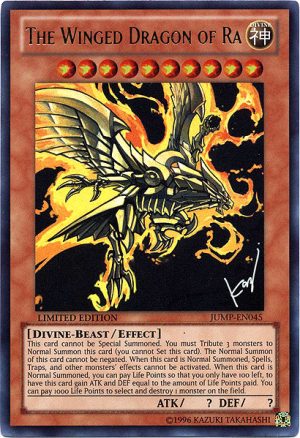 THE WINGED DRAGON OF RA
DIVINE
神
LIMITED EDITION
JUMP-EN045
[DIVINE-BEAST / EFFECT]
This card cannot be Special Summoned. You must Tribute 3 monsters to
Normal Summon this card (you cannot Set this card). The Normal Summon
of this card cannot be negated. When this card is Normal Summoned, Spells,
Traps, and other monsters' effects cannot be activated. When this card is
Normal Summoned, you can pay Life Points so that you only have 100 left, to
have this card gain ATK and DEF equal to the amount of Life Points paid. You
can pay 1000 Life Points to select and destroy 1 monster on the field.
ATK/ ? DEF/ ?
©1996 KAZUKI TAKAHASHI